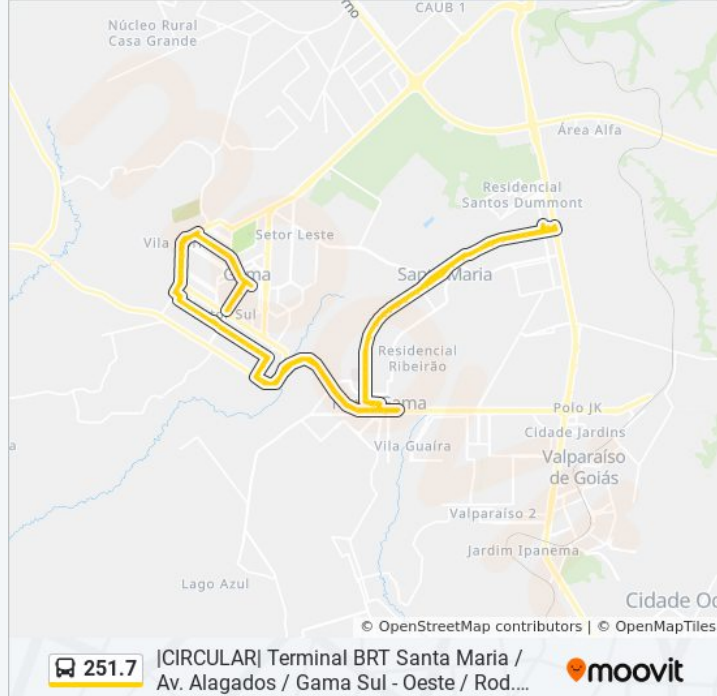 CAUB 1
Núcleo Rural
Casa Grande
Área Alfa
Residencial
Santos Dummont
Setor Leste
Vila
Gama
Santa Maria
Sul
Residencial
Ribeirão
Gama
Polo JK
Cidade Jardins
Vila Guaíra
Valparaíso
de Goiás
Valparaíso 2
Jardim Ipanema
Lago Azul
Cidade Oc
© OpenStreetMap contributors | © OpenMapTiles
251.7
|CIRCULAR| Terminal BRT Santa Maria /
Av. Alagados / Gama Sul - Oeste / Rod....
moovit